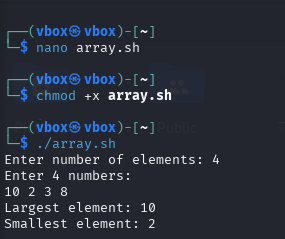 ┌──(vbox㉿vbox)-[~]
└─$ nano array.sh
┌──(vbox㉿vbox)-[~]
└─$ chmod +x array.sh
┌──(vbox㉿vbox)-[~]
└─$ ./array.sh
Enter number of elements: 4
Enter 4 numbers:
10 2 3 8
Largest element: 10
Smallest element: 2